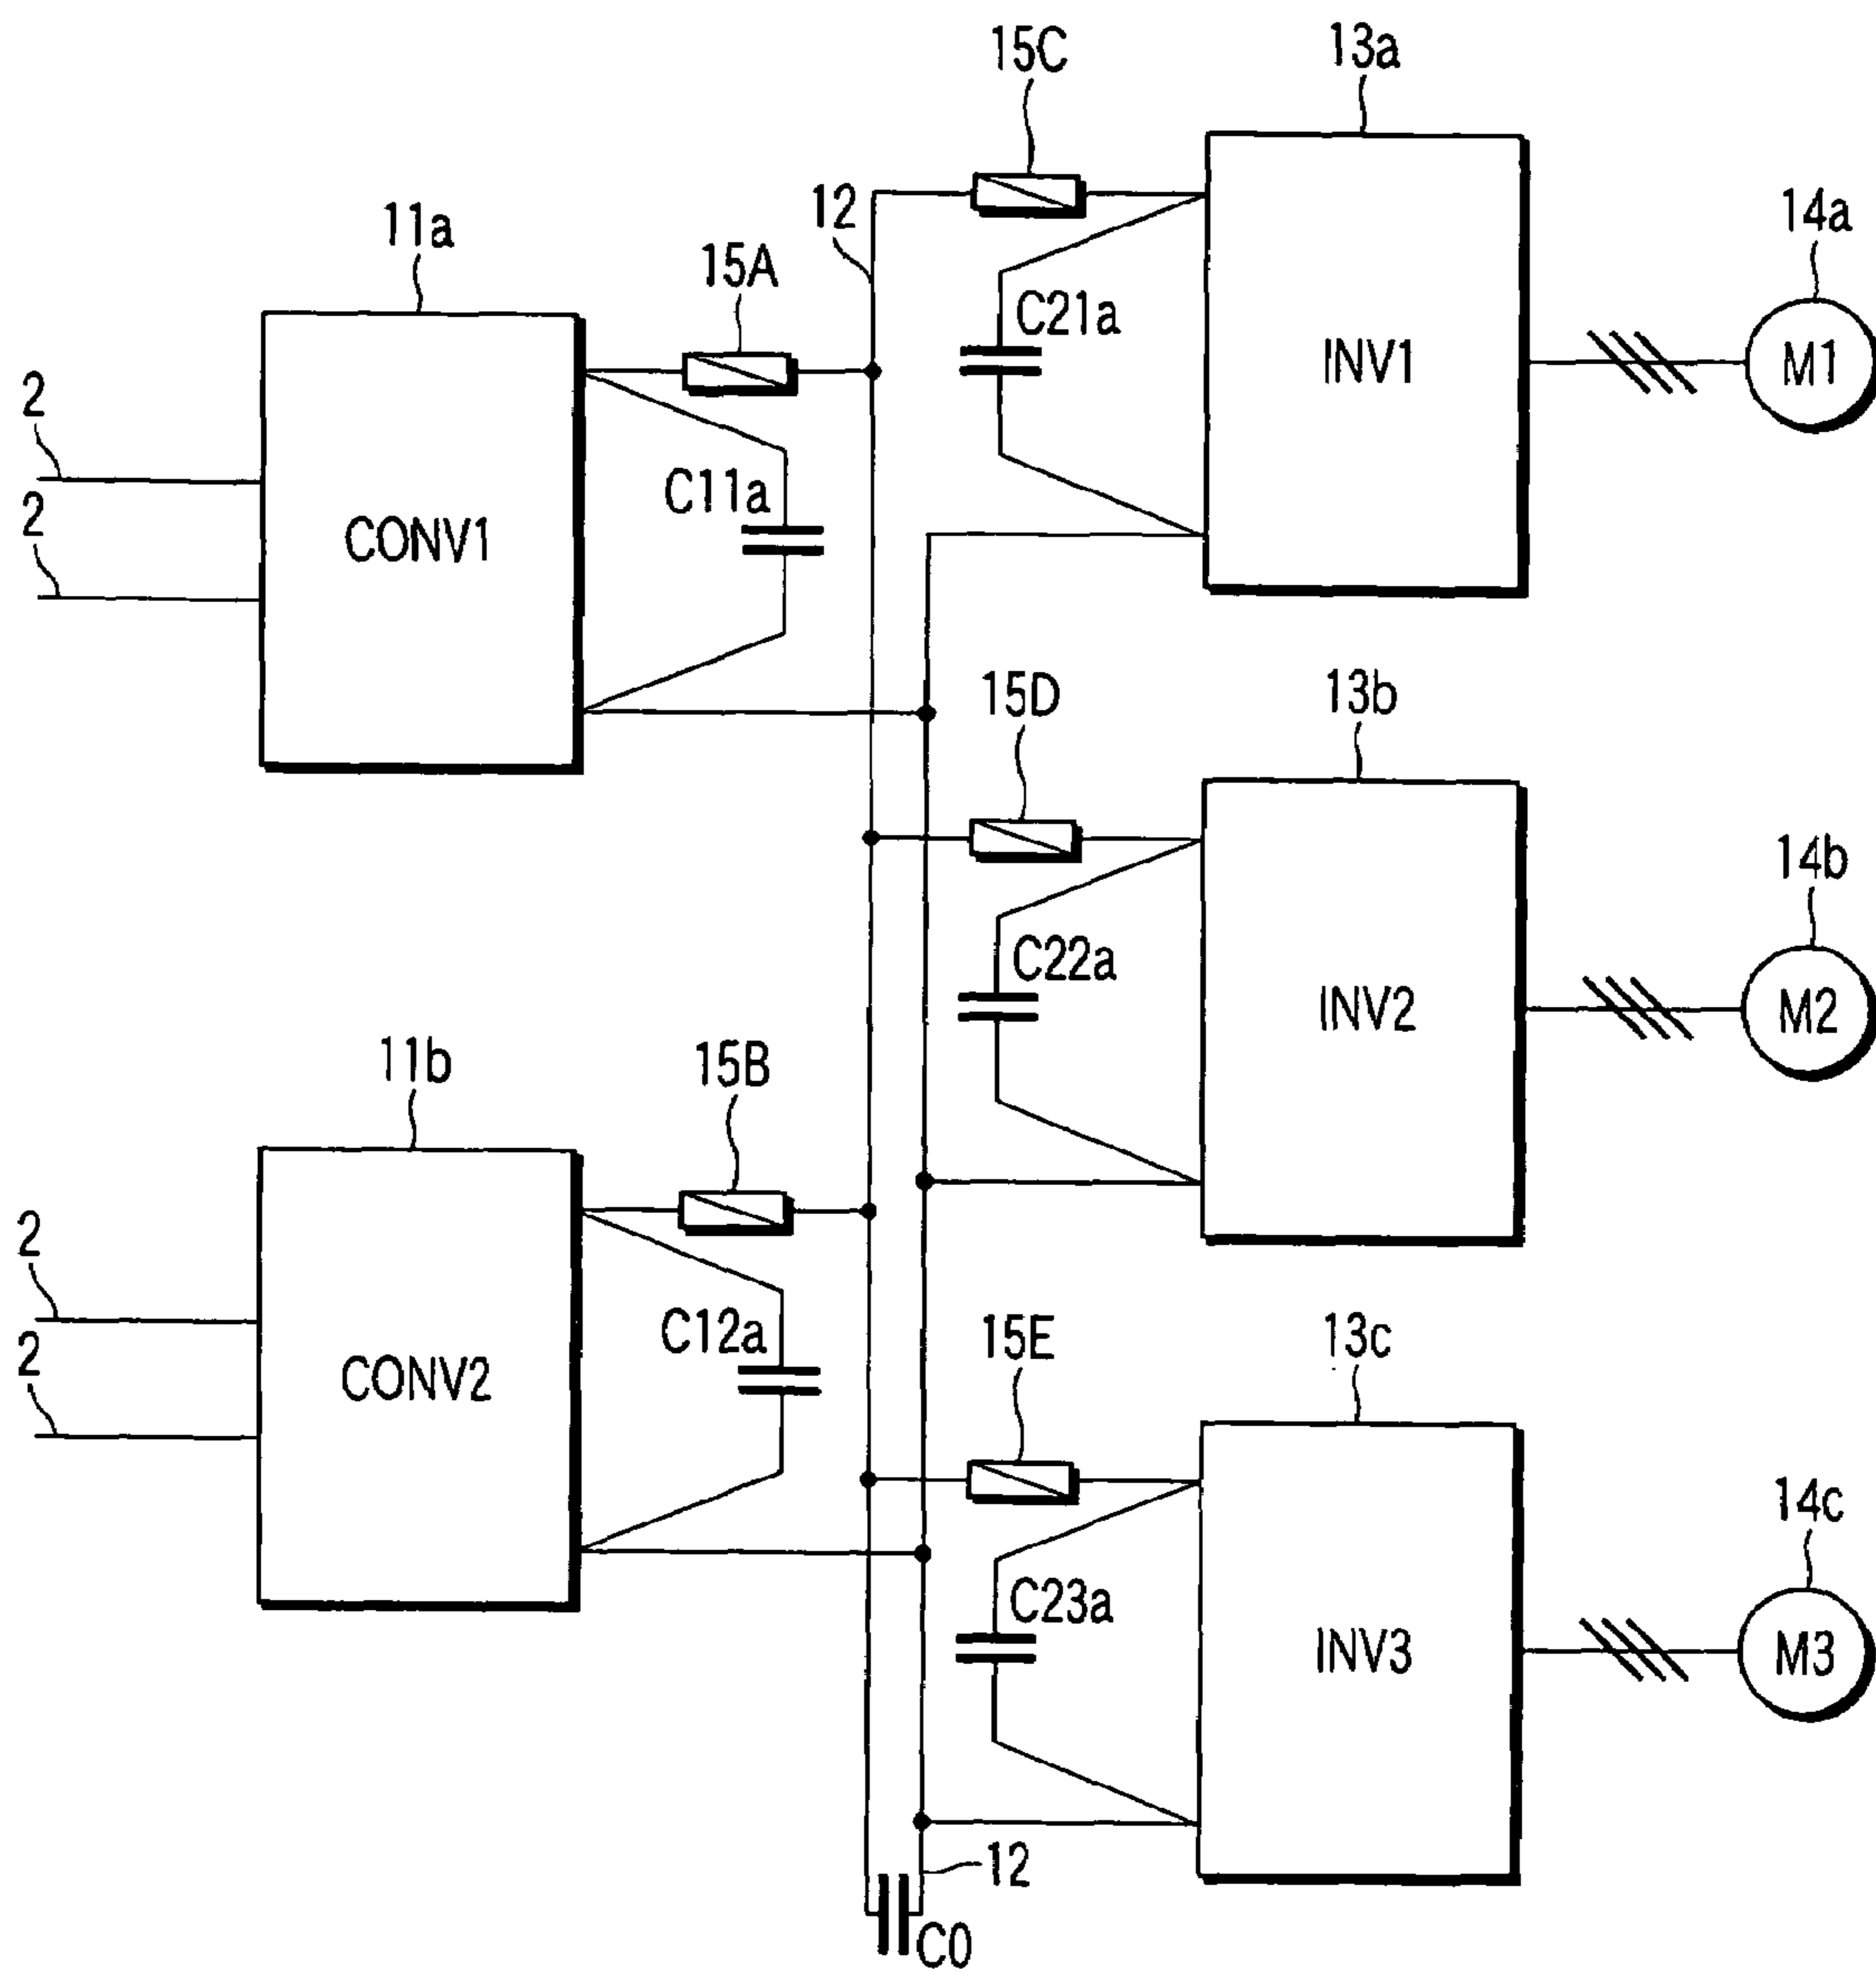 15C
13a
12
14a
11a
15A
C21a
INV1
M1
2
C11a
2
CONV1
15D
13b
14b
C22a
INV2
M2
11b
15B
2
C12a
15E
13c
2
CONV2
14c
C23a
INV3
M3
12
C0